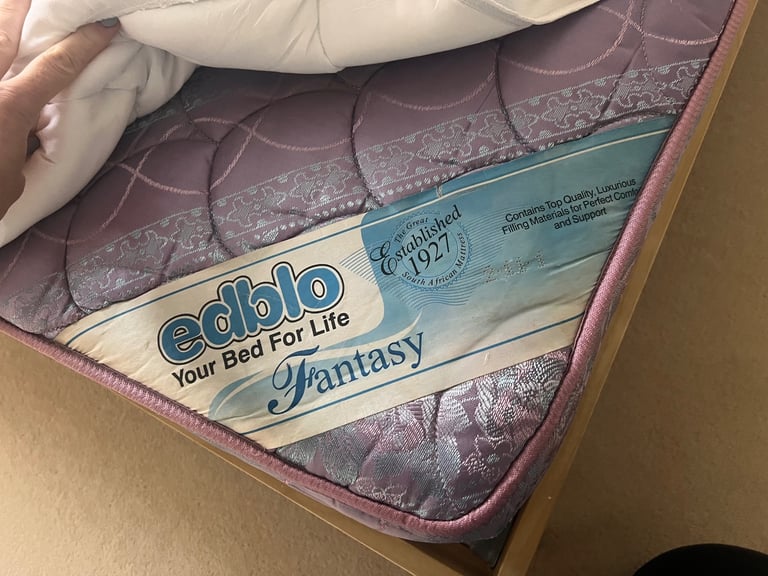 edblo
Your Bed For Life
Fantasy
The Great
Established
1927
South African Mattress
Contains Top Quality, Luxurious
Filling Materials for Perfect Comfort
and Support